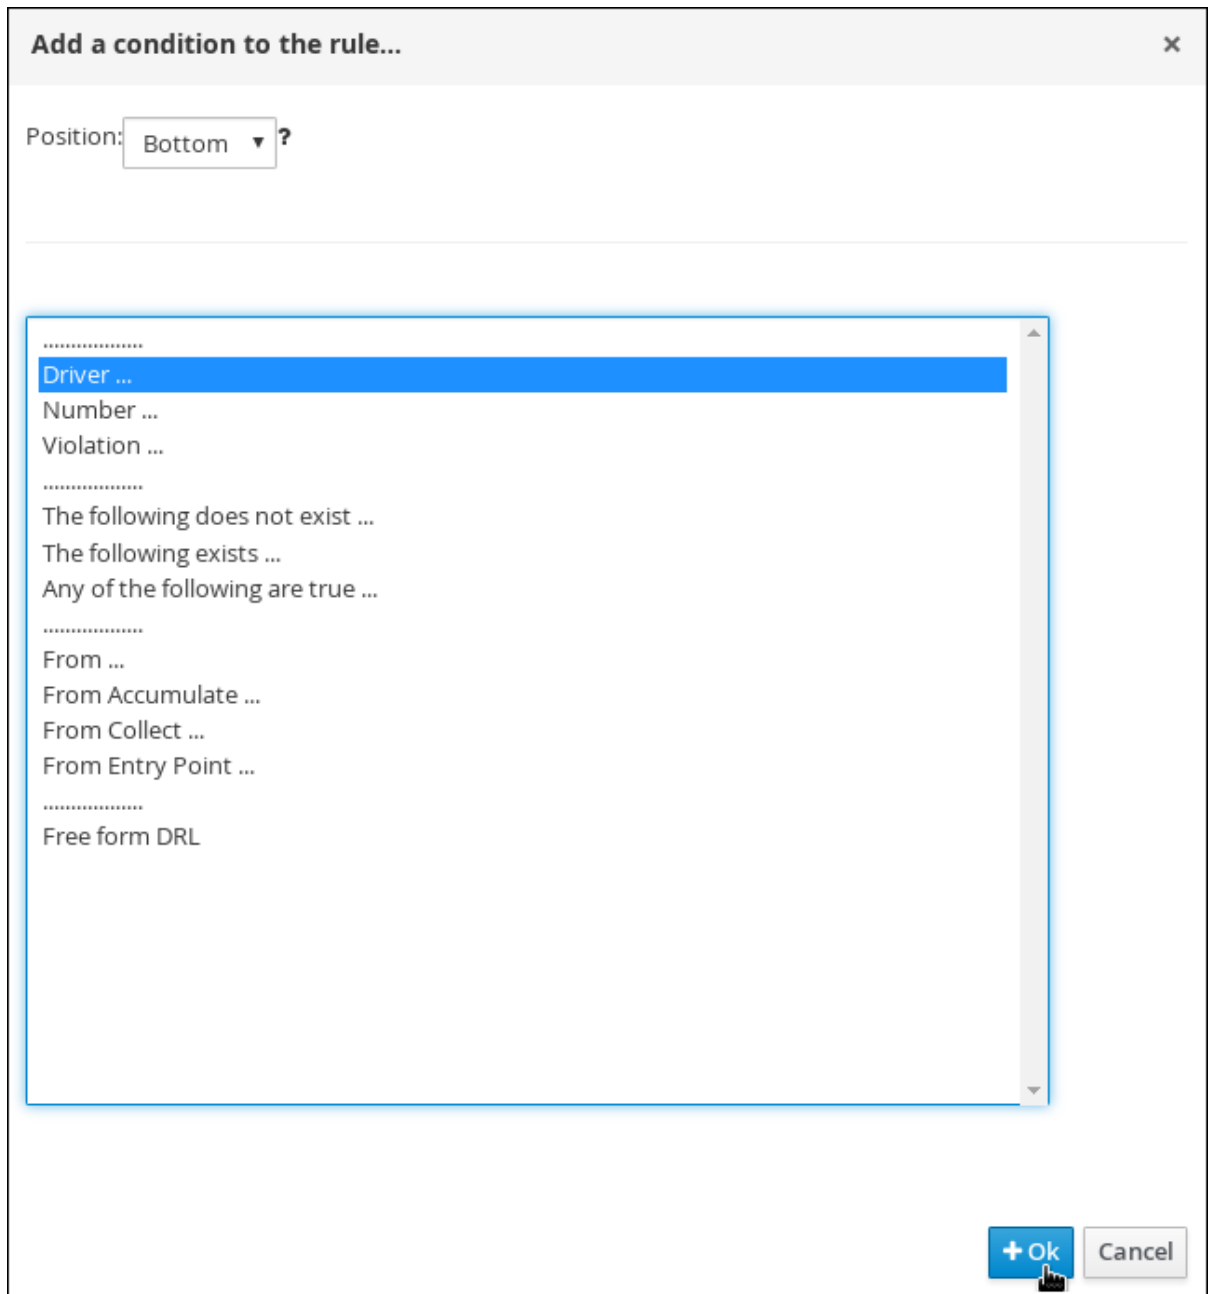 Add a condition to the rule... ×
Position: Bottom ▼ ?
..................
Driver ...
Number ...
Violation ...
..................
The following does not exist ...
The following exists ...
Any of the following are true ...
..................
From ...
From Accumulate ...
From Collect ...
From Entry Point ...
..................
Free form DRL
+ Ok Cancel